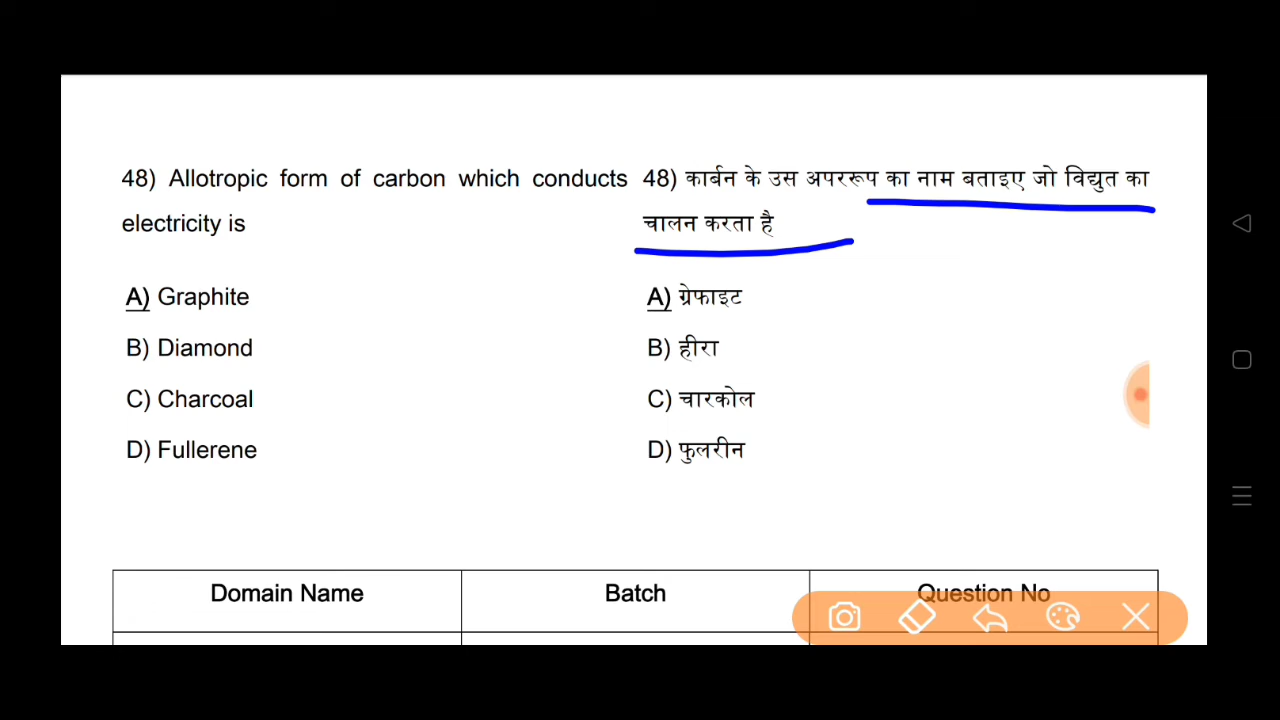 48) Allotropic form of carbon which conducts
electricity is
A) Graphite
B) Diamond
C) Charcoal
D) Fullerene
48) कार्बन के उस अपररूप का नाम बताइए जो विद्युत का
चालन करता है
A) ग्रेफाइट
B) हीरा
C) चारकोल
D) फुलरीन
Domain Name Batch Question No